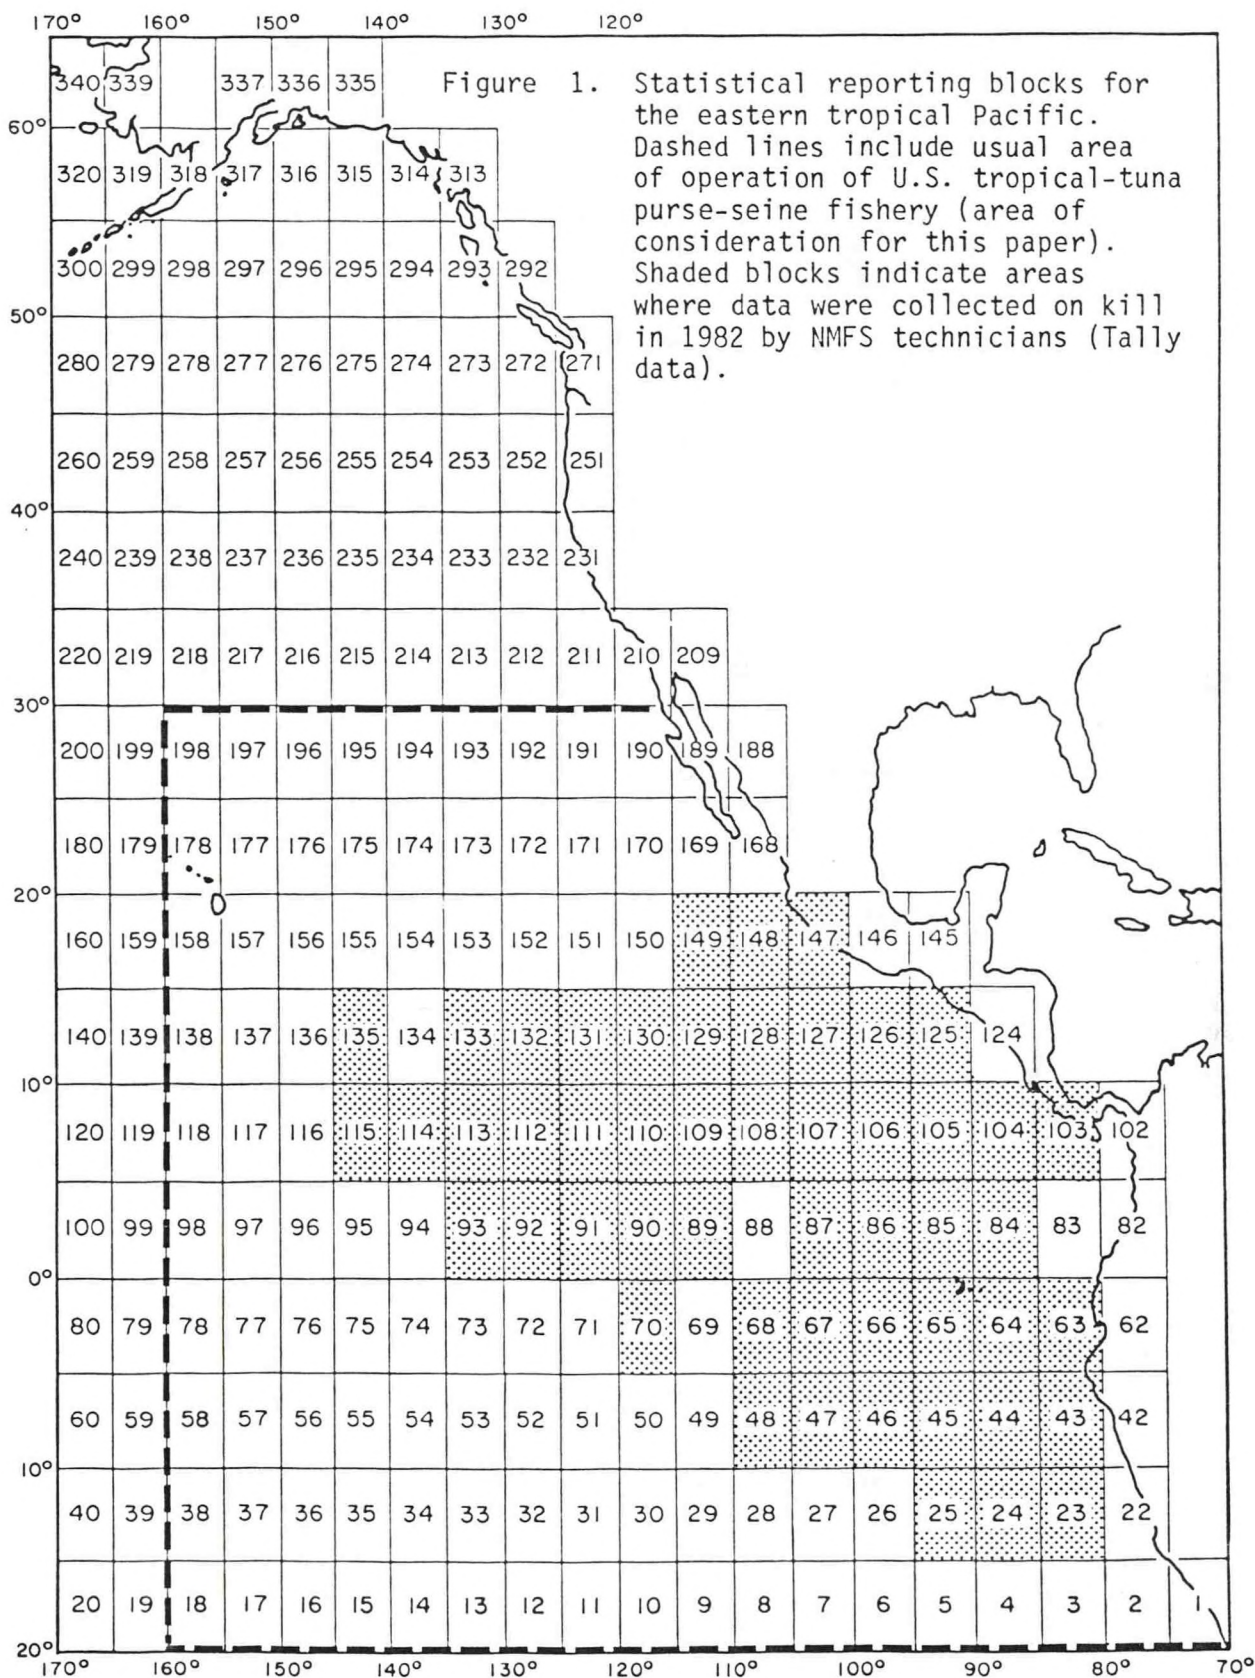 170° 160° 150° 140° 130° 120°
340 339 337 336 335
Figure 1. Statistical reporting blocks for
the eastern tropical Pacific.
Dashed lines include usual area
of operation of U.S. tropical-tuna
purse-seine fishery (area of
consideration for this paper).
Shaded blocks indicate areas
where data were collected on kill
in 1982 by NMFS technicians (Tally
data).
60°
320 319 318 317 316 315 314 313
300 299 298 297 296 295 294 293 292
50°
280 279 278 277 276 275 274 273 272 271
260 259 258 257 256 255 254 253 252 251
40°
240 239 238 237 236 235 234 233 232 231
220 219 218 217 216 215 214 213 212 211 210 209
30°
200 199 198 197 196 195 194 193 192 191 190 189 188
180 179 178 177 176 175 174 173 172 171 170 169 168
20°
160 159 158 157 156 155 154 153 152 151 150 149 148 147 146 145
140 139 138 137 136 135 134 133 132 131 130 129 128 127 126 125 124
10°
120 119 118 117 116 115 114 113 112 111 110 109 108 107 106 105 104 103 102
100 99 98 97 96 95 94 93 92 91 90 89 88 87 86 85 84 83 82
0°
80 79 78 77 76 75 74 73 72 71 70 69 68 67 66 65 64 63 62
60 59 58 57 56 55 54 53 52 51 50 49 48 47 46 45 44 43 42
10°
40 39 38 37 36 35 34 33 32 31 30 29 28 27 26 25 24 23 22
20 19 18 17 16 15 14 13 12 11 10 9 8 7 6 5 4 3 2 1
20°
170° 160° 150° 140° 130° 120° 110° 100° 90° 80° 70°